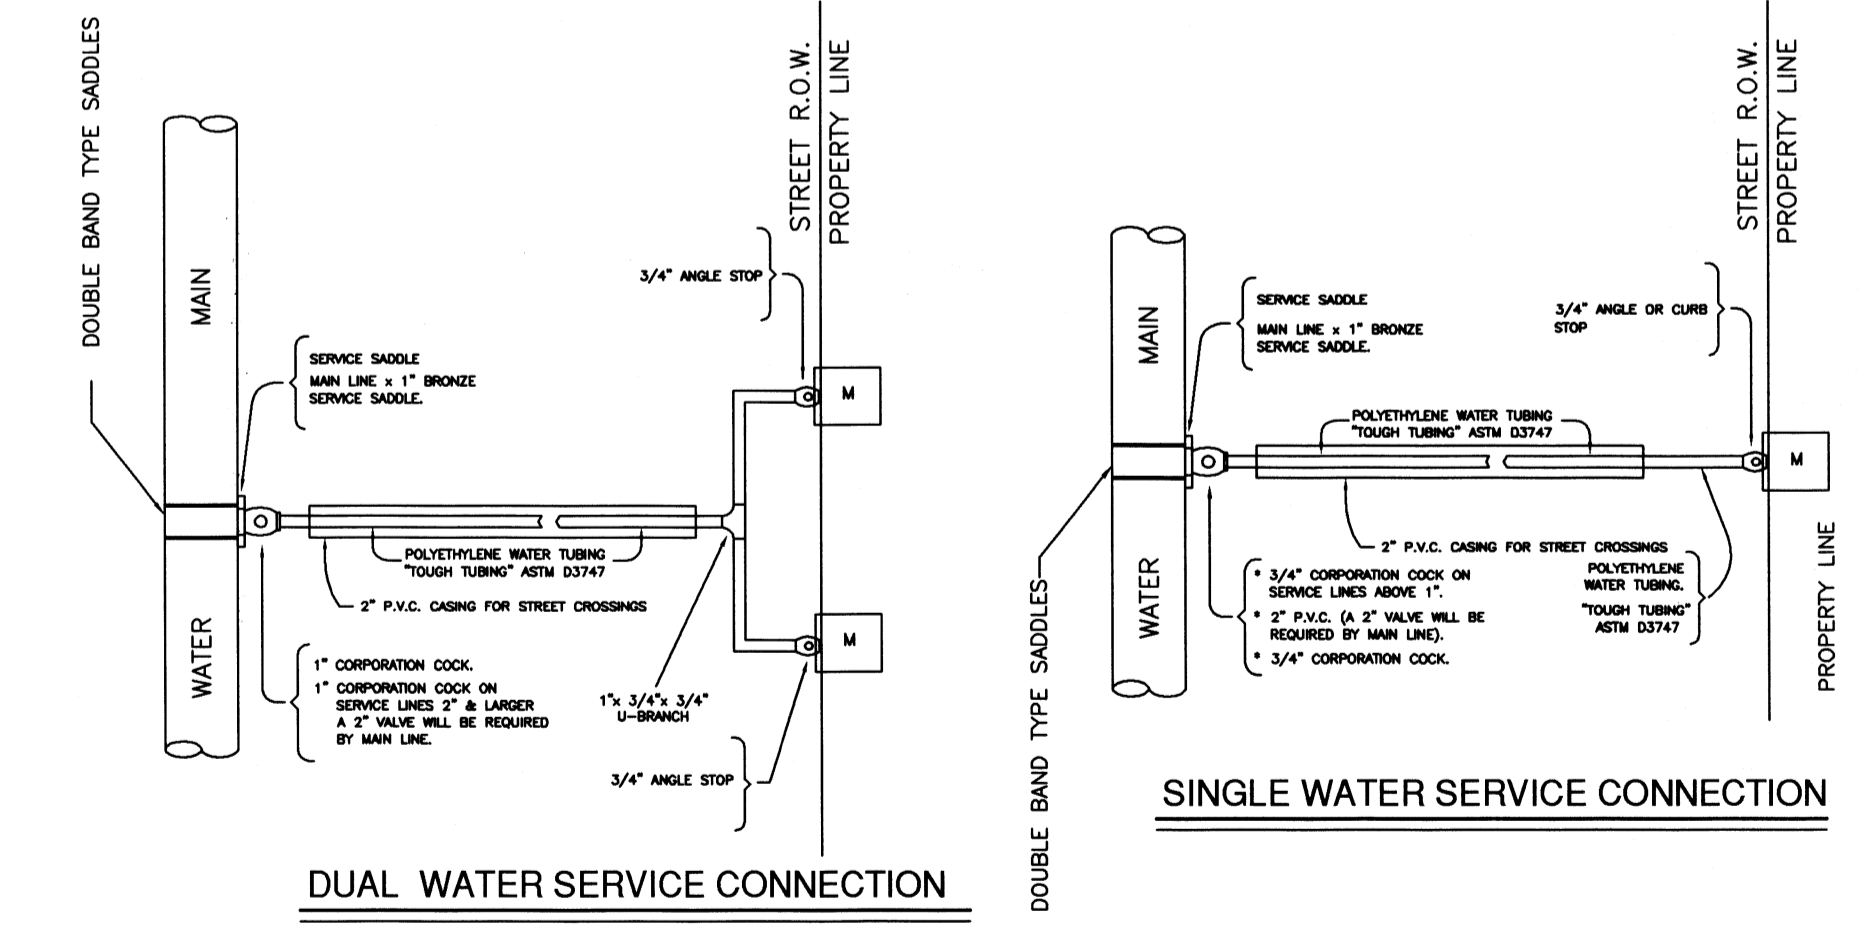 DOUBLE BAND TYPE SADDLES
MAIN
WATER
STREET R.O.W.
PROPERTY LINE
3/4" ANGLE STOP
SERVICE SADDLE
MAIN LINE x 1" BRONZE
SERVICE SADDLE.
M
POLYETHYLENE WATER TUBING
"TOUGH TUBING" ASTM D3747
2" P.V.C. CASING FOR STREET CROSSINGS
M
1" CORPORATION COCK.
1" CORPORATION COCK ON
SERVICE LINES 2" & LARGER
A 2" VALVE WILL BE REQUIRED
BY MAIN LINE.
1"x 3/4"x 3/4"
U-BRANCH
3/4" ANGLE STOP
DUAL WATER SERVICE CONNECTION
DOUBLE BAND TYPE SADDLES
MAIN
WATER
STREET R.O.W.
PROPERTY LINE
SERVICE SADDLE
MAIN LINE x 1" BRONZE
SERVICE SADDLE.
3/4" ANGLE OR CURB
STOP
POLYETHYLENE WATER TUBING
"TOUGH TUBING" ASTM D3747
M
2" P.V.C. CASING FOR STREET CROSSINGS
* 3/4" CORPORATION COCK ON
SERVICE LINES ABOVE 1".
* 2" P.V.C. (A 2" VALVE WILL BE
REQUIRED BY MAIN LINE).
* 3/4" CORPORATION COCK.
POLYETHYLENE
WATER TUBING.
"TOUGH TUBING"
ASTM D3747
PROPERTY LINE
SINGLE WATER SERVICE CONNECTION